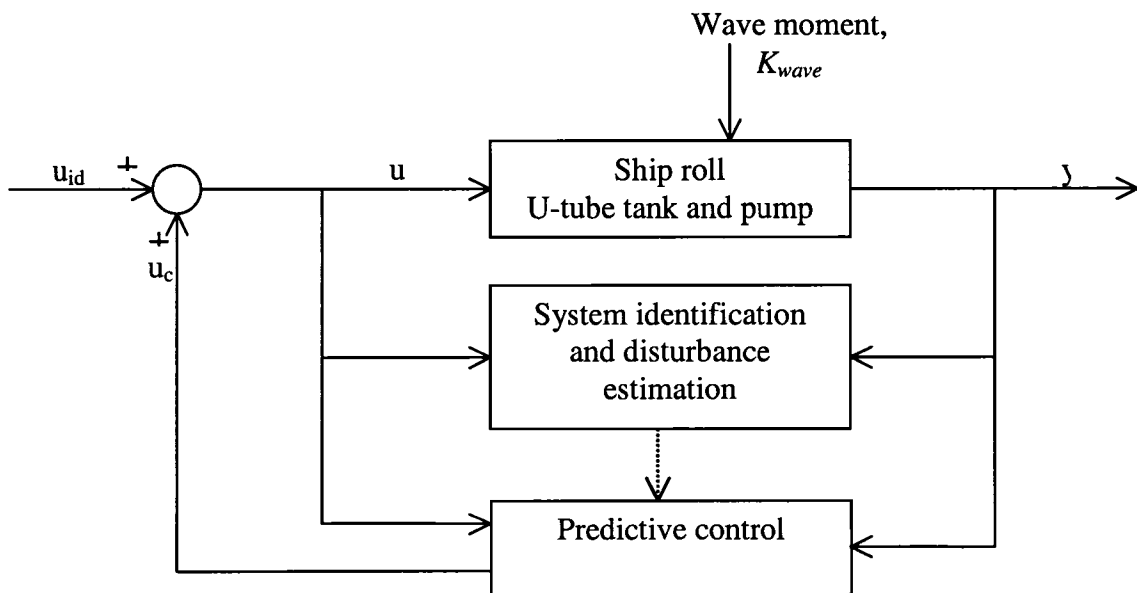 Wave moment,
K_wave
u_id
+
u
Ship roll
U-tube tank and pump
+
u_c
System identification
and disturbance
estimation
Predictive control